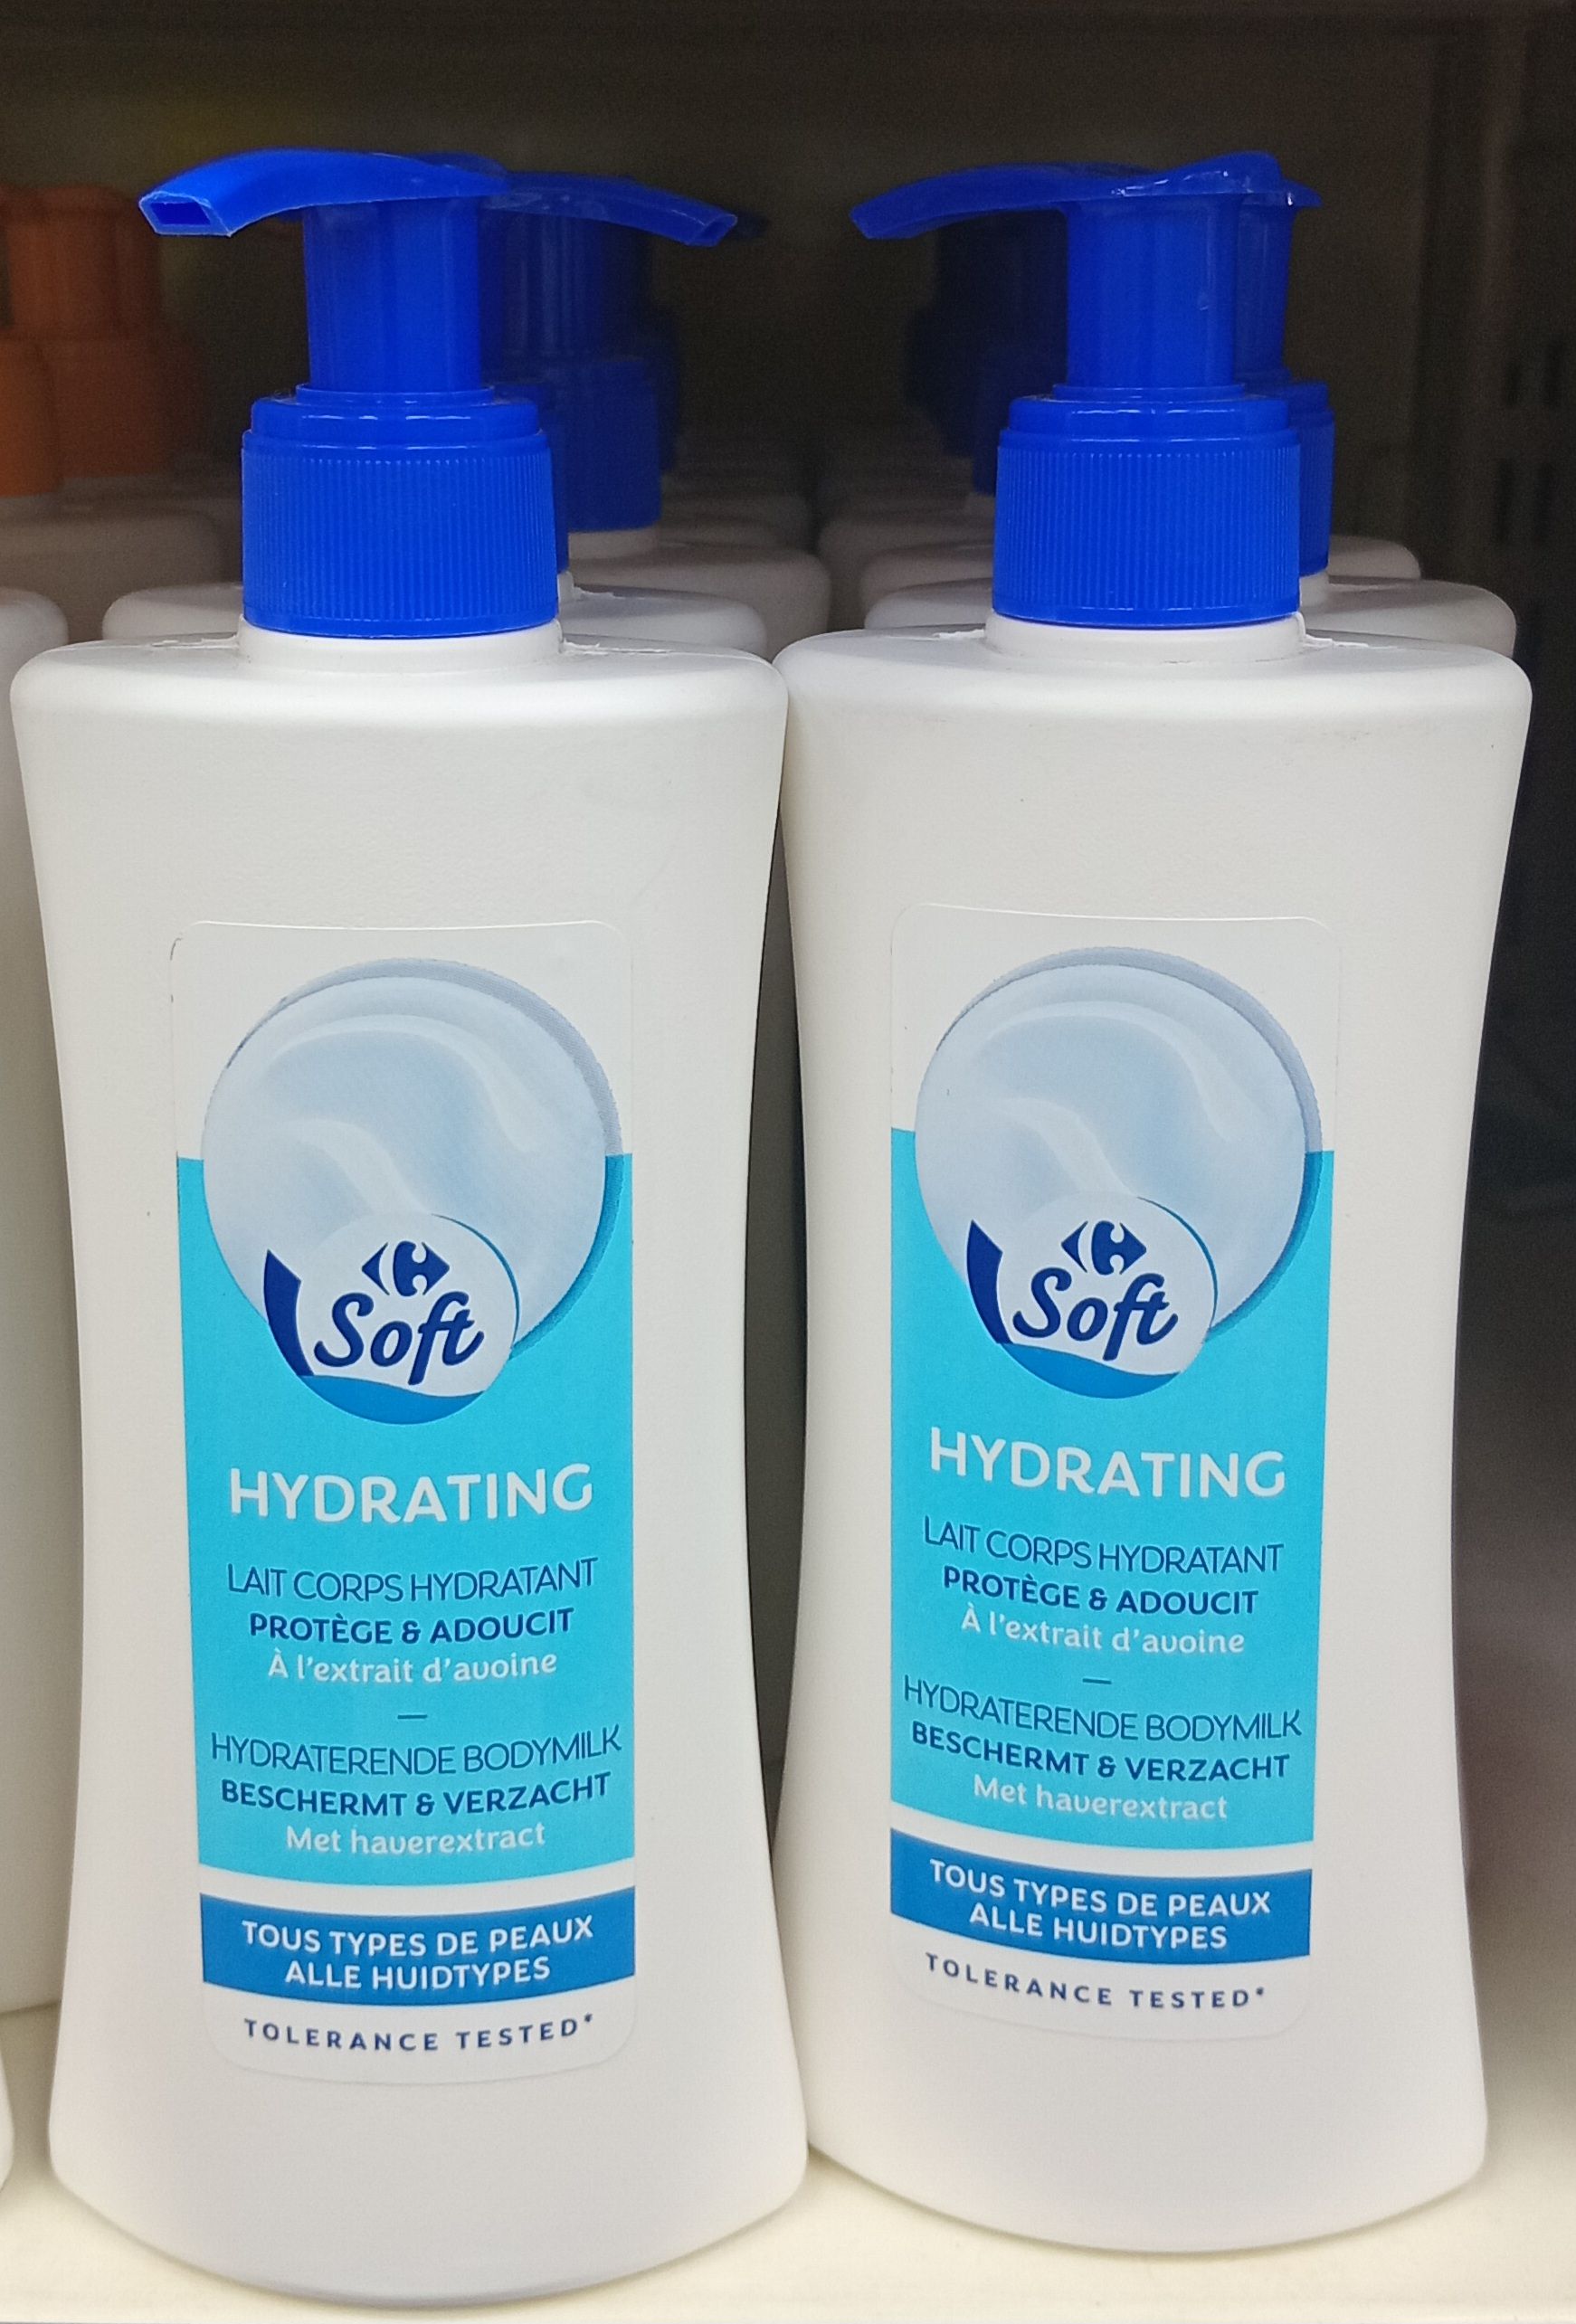 Soft
HYDRATING
LAIT CORPS HYDRATANT
PROTÈGE & ADOUCIT
À l'extrait d'avoine
—
HYDRATERENDE BODYMILK
BESCHERMT & VERZACHT
Met haverextract
TOUS TYPES DE PEAUX
ALLE HUIDTYPES
TOLERANCE TESTED*
Soft
HYDRATING
LAIT CORPS HYDRATANT
PROTÈGE & ADOUCIT
À l'extrait d'avoine
—
HYDRATERENDE BODYMILK
BESCHERMT & VERZACHT
Met haverextract
TOUS TYPES DE PEAUX
ALLE HUIDTYPES
TOLERANCE TESTED*